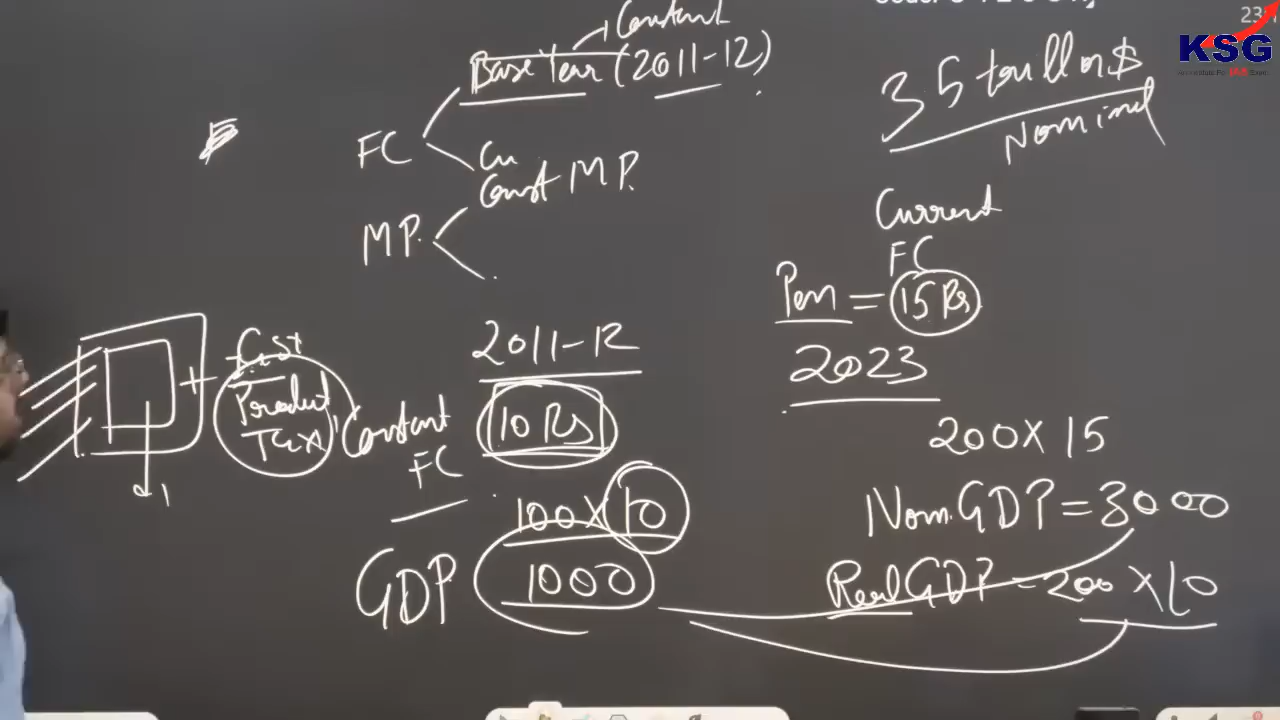 Constant
Base Year (2011-12)
FC
Cu
Const M.P.
M.P.
35 trillon $
Nominal
Current
FC
Pen = 15 Rs
2023
200 X 15
Nom. GDP = 3000
Real GDP = 200 X 10
2011-12
Constant
FC
10 Rs
100 X 10
GDP
1000
Cost
+ Product
Tax
KSG